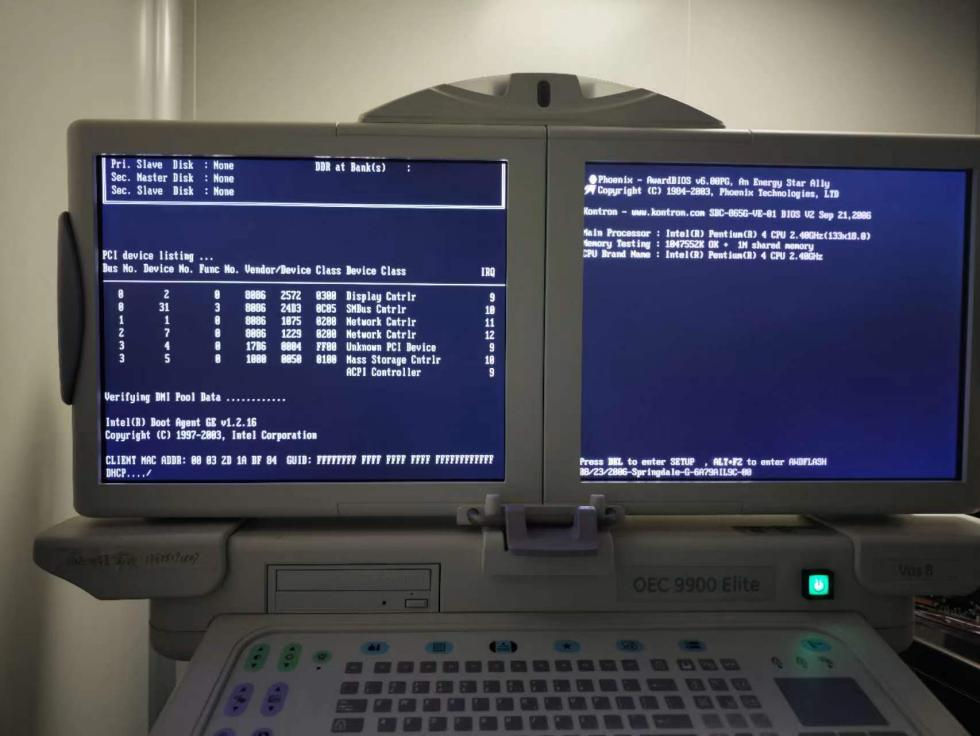 Pri. Slave Disk : None DDR at Bank(s) :
Sec. Master Disk : None
Sec. Slave Disk : None
PCI device listing ...
Bus No. Device No. Func No. Vendor/Device Class Device Class IRQ
0 2 0 8086 2572 0300 Display Cntrlr 9
0 31 3 8086 24D3 0C05 SMBus Cntrlr 10
1 1 0 8086 1075 0200 Network Cntrlr 11
2 7 0 8086 1229 0200 Network Cntrlr 12
3 4 0 17B6 0004 FF00 Unknown PCI Device 9
3 5 0 1000 0050 0100 Mass Storage Cntrlr 10
ACPI Controller 9
Verifying DMI Pool Data ............
Intel(R) Boot Agent GE v1.2.16
Copyright (C) 1997-2003, Intel Corporation
CLIENT MAC ADDR: 00 03 2D 1A BF 84 GUID: FFFFFFFF FFFF FFFF FFFF FFFFFFFFFFFF
DHCP..../
Phoenix - AwardBIOS v6.00PG, An Energy Star Ally
Copyright (C) 1984-2003, Phoenix Technologies, LTD
Kontron - www.kontron.com SBC-865G-VE-01 BIOS V2 Sep 21,2006
Main Processor : Intel(R) Pentium(R) 4 CPU 2.40GHz(133x18.0)
Memory Testing : 1047552K OK + 1M shared memory
CPU Brand Name : Intel(R) Pentium(R) 4 CPU 2.40GHz
Press DEL to enter SETUP , ALT+F2 to enter AWDFLASH
08/23/2006-Springdale-G-6A79AIL9C-00
OEC 9900 Elite
Vas 8